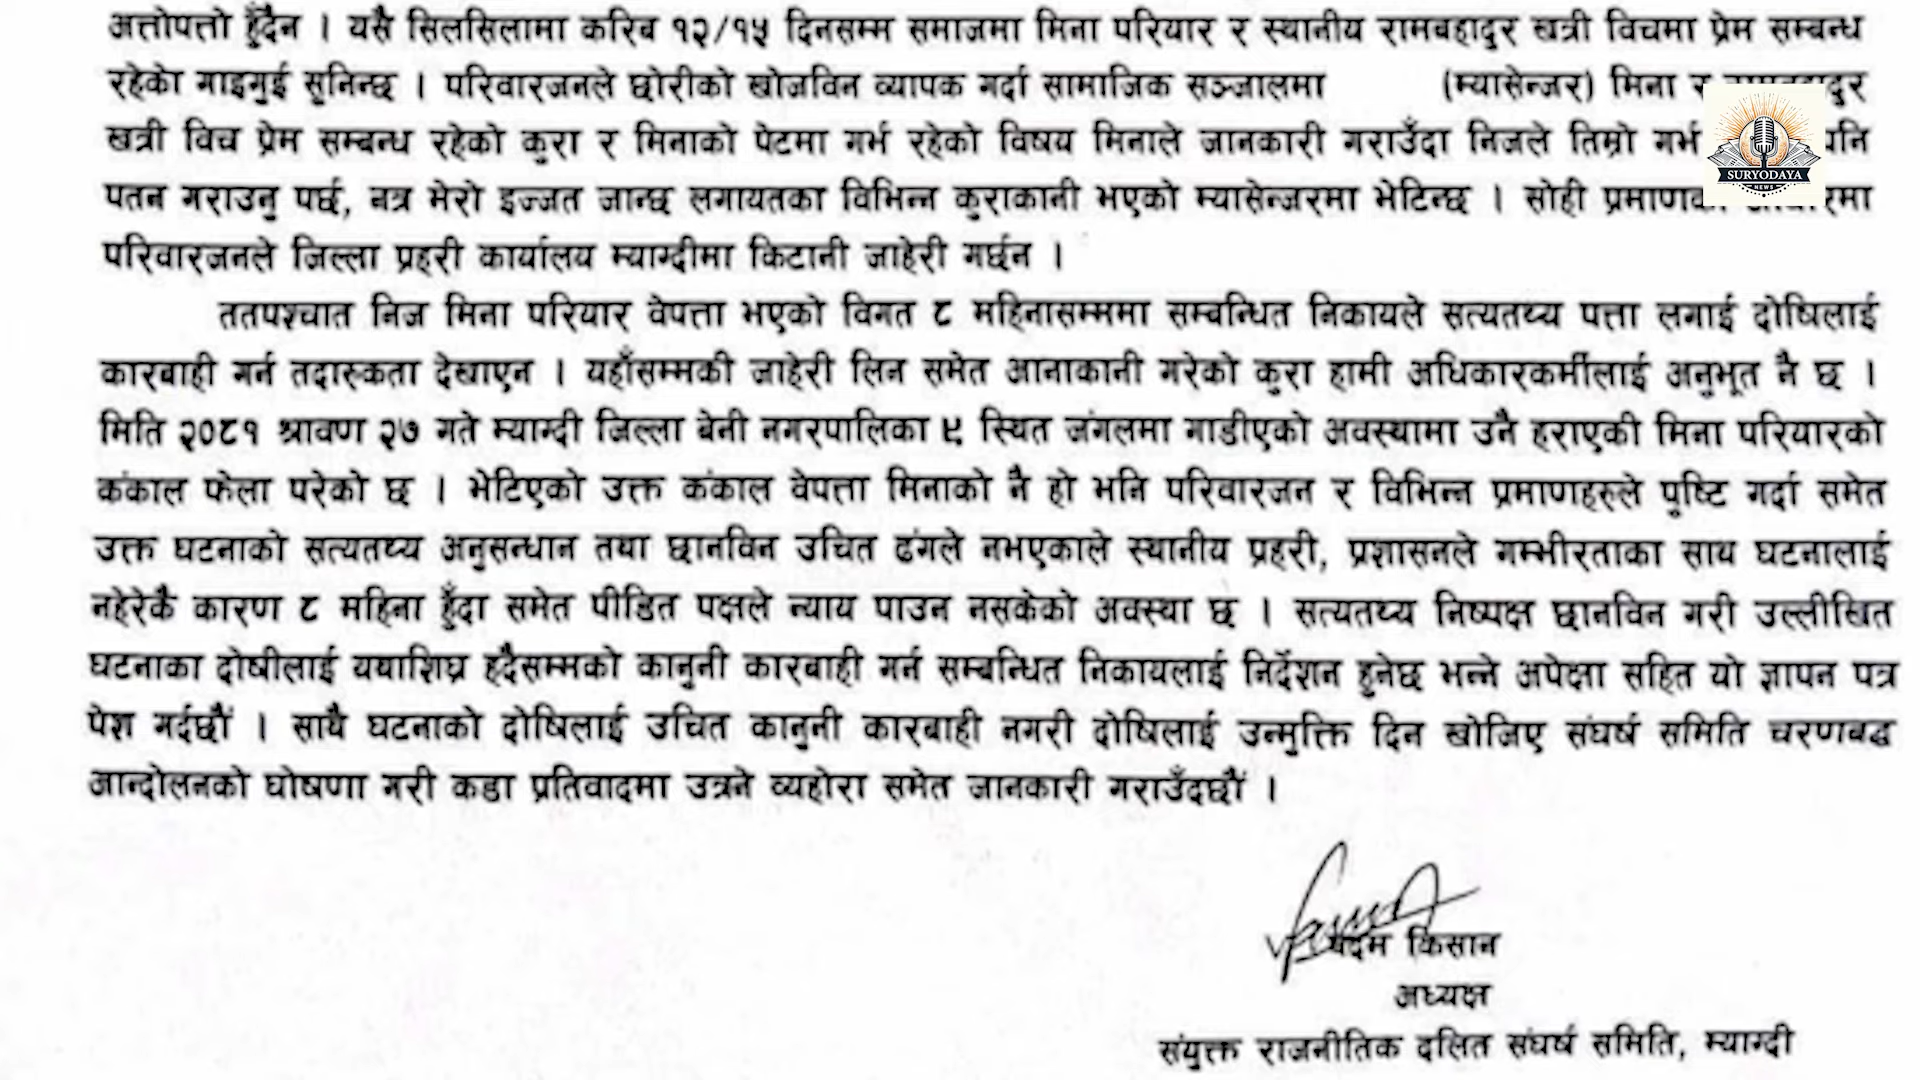 अत्तोपत्तो हुँदैन । यसै सिलसिलामा करिब १२/१५ दिनसम्म समाजमा मिना परियार र स्थानीय रामबहादुर खत्री विचमा प्रेम सम्बन्ध
रहेको गाइगुई सुनिन्छ । परिवारजनले छोरीको खोजविन व्यापक गर्दा सामाजिक सञ्जालमा (म्यासेन्जर) मिना र
खत्री विच प्रेम सम्बन्ध रहेको कुरा र मिनाको पेटमा गर्भ रहेको विषय मिनाले जानकारी गराउँदा निजले तिम्रो गर्भ पनि
पतन गराउनु पर्छ, नत्र मेरो इज्जत जान्छ लगायतका विभिन्न कुराकानी भएको म्यासेन्जरमा भेटिन्छ । सोही
परिवारजनले जिल्ला प्रहरी कार्यालय म्याग्दीमा किटानी जाहेरी गर्छन ।
ततपश्चात निज मिना परियार वेपत्ता भएको विगत ८ महिनासम्ममा सम्बन्धित निकायले सत्यतथ्य पत्ता लगाई दोषिलाई
कारबाही गर्न तदारुकता देखाएन । यहाँसम्मकी जाहेरी लिन समेत आनाकानी गरेको कुरा हामी अधिकारकर्मीलाई अनुभूत नै छ ।
मिति २०८१ श्रावण २७ गते म्याग्दी जिल्ला बेनी नगरपालिका ९ स्थित जंगलमा गाडीएको अवस्थामा उनै हराएकी मिना परियारको
कंकाल फेला परेको छ । भेटिएको उक्त कंकाल वेपत्ता मिनाको नै हो भनि परिवारजन र विभिन्न प्रमाणहरुले पुष्टि गर्दा समेत
उक्त घटनाको सत्यतथ्य अनुसन्धान तथा छानविन उचित ढंगले नभएकाले स्थानीय प्रहरी, प्रशासनले गम्भीरताका साथ घटनालाई
नहेरेकै कारण ८ महिना हुँदा समेत पीडित पक्षले न्याय पाउन नसकेको अवस्था छ । सत्यतथ्य निष्पक्ष छानविन गरी उल्लीखित
घटनाका दोषीलाई यथाशिघ्र हदैसम्मको कानुनी कारबाही गर्न सम्बन्धित निकायलाई निर्देशन हुनेछ भन्ने अपेक्षा सहित यो ज्ञापन पत्र
पेश गर्दछौं । साथै घटनाको दोषिलाई उचित कानुनी कारबाही नगरी दोषिलाई उन्मुक्ति दिन खोजिए संघर्ष समिति चरणबद्ध
आन्दोलनको घोषणा गरी कडा प्रतिवादमा उत्रने व्यहोरा समेत जानकारी गराउँदछौं ।
पदम किसान
अध्यक्ष
संयुक्त राजनीतिक दलित संघर्ष समिति, म्याग्दी
SURYODAYA
NEWS